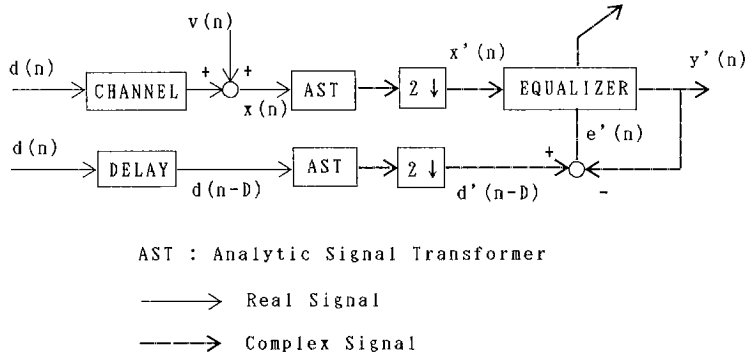 v(n)
d(n)
CHANNEL
+
+
x(n)
AST
2 ↓
x'(n)
EQUALIZER
y'(n)
e'(n)
d(n)
DELAY
d(n-D)
AST
2 ↓
d'(n-D)
+
-
AST : Analytic Signal Transformer
Real Signal
Complex Signal